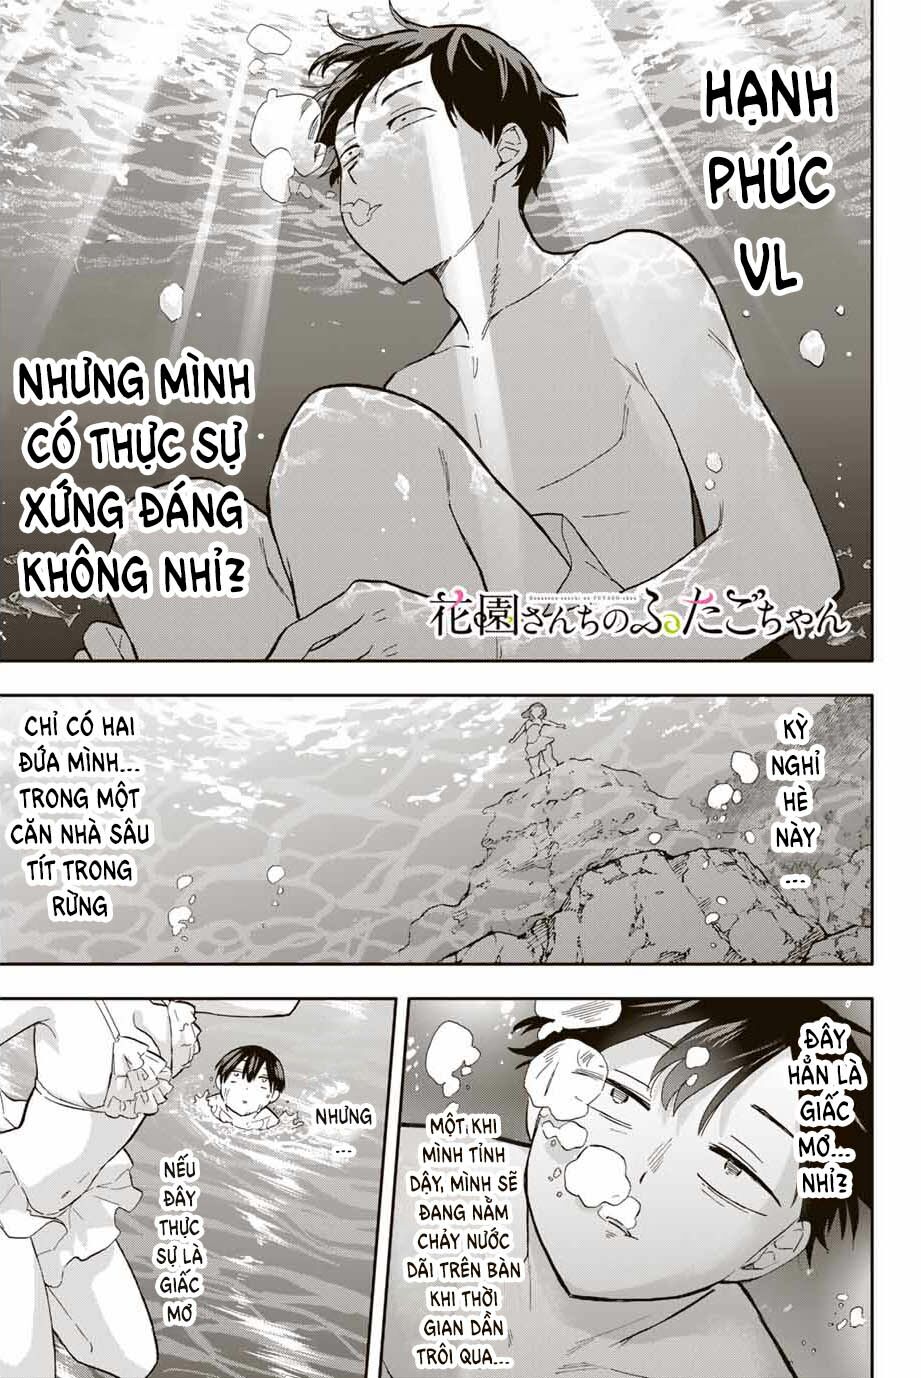 HẠNH
PHÚC
VL
NHƯNG MÌNH
CÓ THỰC SỰ
XỨNG ĐÁNG
KHÔNG NHỈ?
花園さんちのふたごちゃん
KỲ
NGHỈ
HÈ
NÀY
...
CHỈ CÓ HAI
ĐỨA MÌNH...
TRONG MỘT
CĂN NHÀ SÂU
TÍT TRONG
RỪNG
ĐÂY
HẲN LÀ
GIẤC
MƠ...
NHỈ?
MỘT KHI
MÌNH TỈNH
DẬY, MÌNH SẼ
ĐANG NẰM
CHẢY NƯỚC
DÃI TRÊN BÀN
KHI THỜI
GIAN DẦN
TRÔI QUA...
NHƯNG
...
NẾU
ĐÂY
THỰC
SỰ LÀ
GIẤC
MƠ